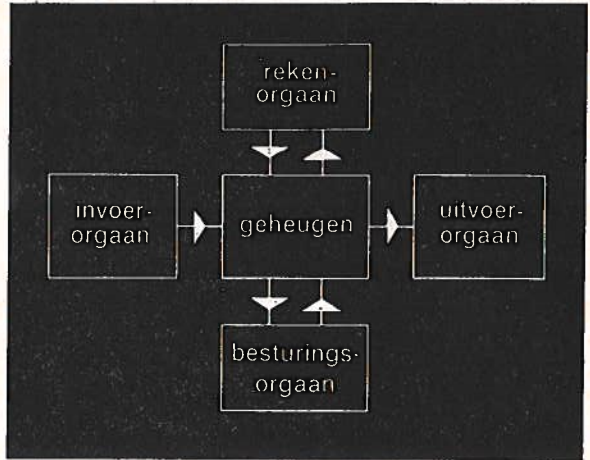 reken-
orgaan
invoer-
orgaan
geheugen
uitvoer-
orgaan
besturings-
orgaan